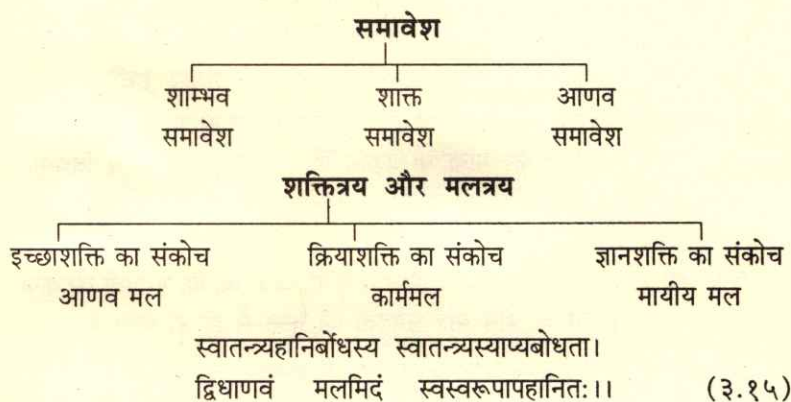 समावेश
शाम्भव शाक्त आणव
समावेश समावेश समावेश
शक्तित्रय और मलत्रय
इच्छाशक्ति का संकोच क्रियाशक्ति का संकोच ज्ञानशक्ति का संकोच
आणव मल कार्ममल मायीय मल
स्वातन्त्र्यहानिर्बोधस्य स्वातन्त्र्यस्याप्यबोधता।
द्विधाणवं मलमिदं स्वस्वरूपापहानितः।। (३.१५)